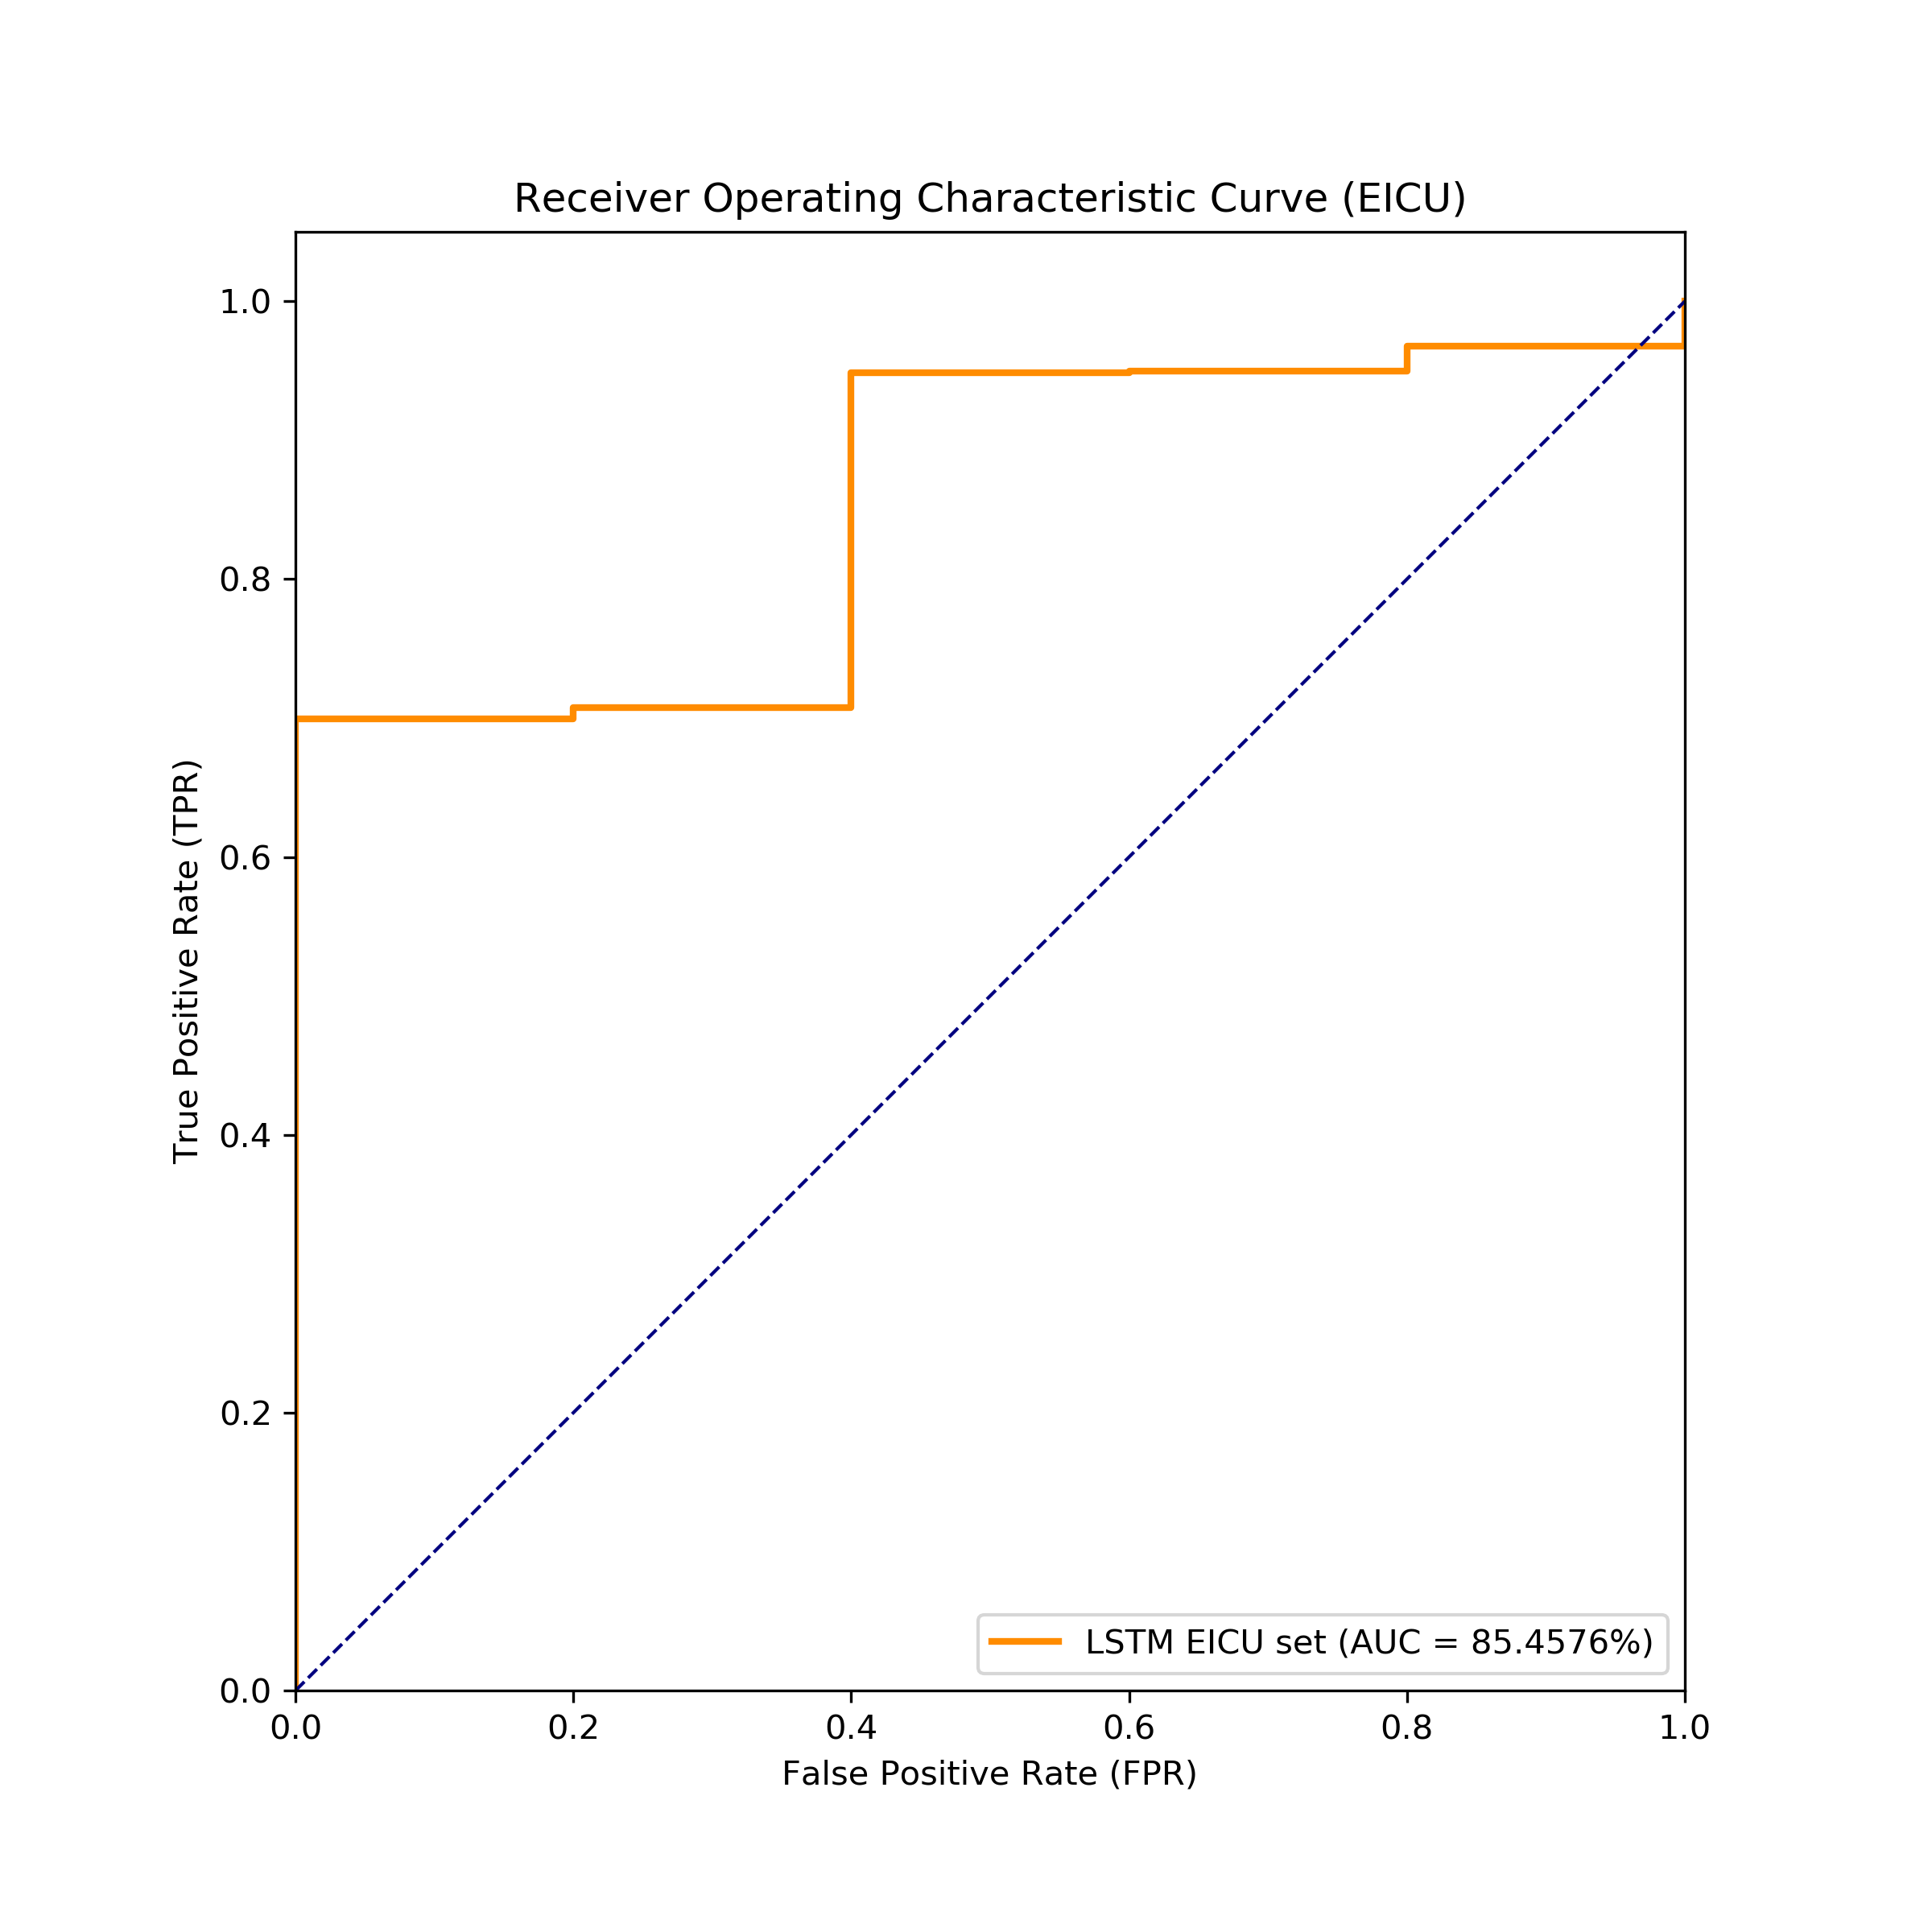 Receiver Operating Characteristic Curve (EICU)
True Positive Rate (TPR)
1.0
0.8
0.6
0.4
0.2
0.0
LSTM EICU set (AUC = 85.4576%)
0.0 0.2 0.4 0.6 0.8 1.0
False Positive Rate (FPR)